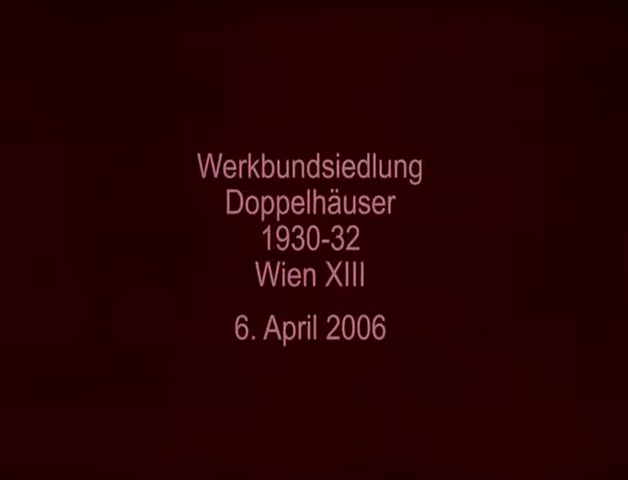 Werkbundsiedlung
Doppelhäuser
1930-32
Wien XIII
6. April 2006